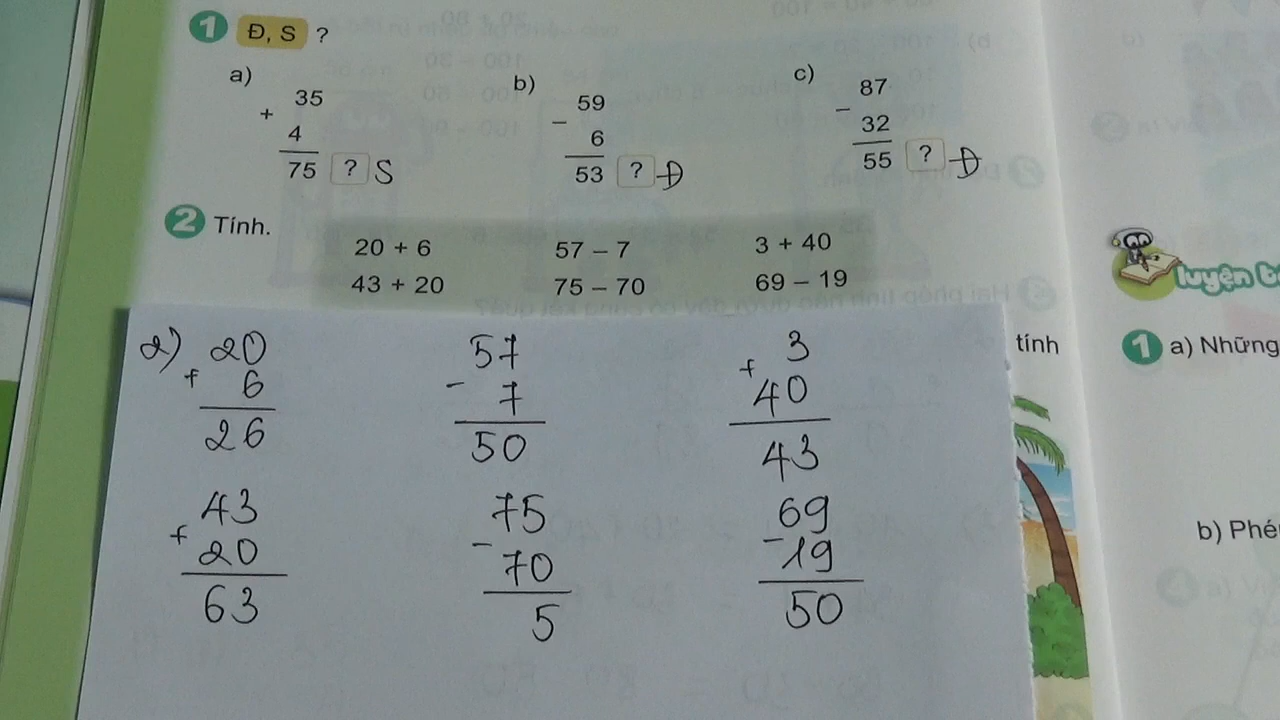 1 Đ, S ?
a) b) c)
35 59 87
+ - -
4 6 32
75 ? S 53 ? Đ 55 ? Đ
2 Tính.
20 + 6 57 – 7 3 + 40
43 + 20 75 – 70 69 – 19
2) 20 57 3
+ - +
6 7 40
26 50 43
43 75 69
+ - -
20 70 19
63 5 50
tính
luyện
1 a) Những
b)